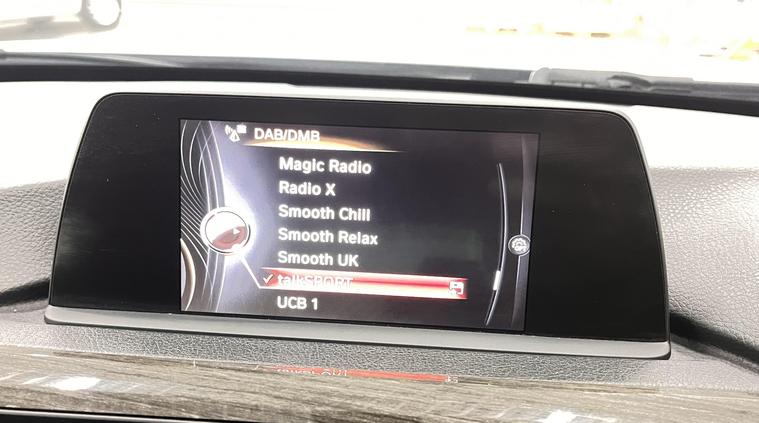 DAB/DMB
Magic Radio
Radio X
Smooth Chill
Smooth Relax
Smooth UK
talkSPORT
UCB 1